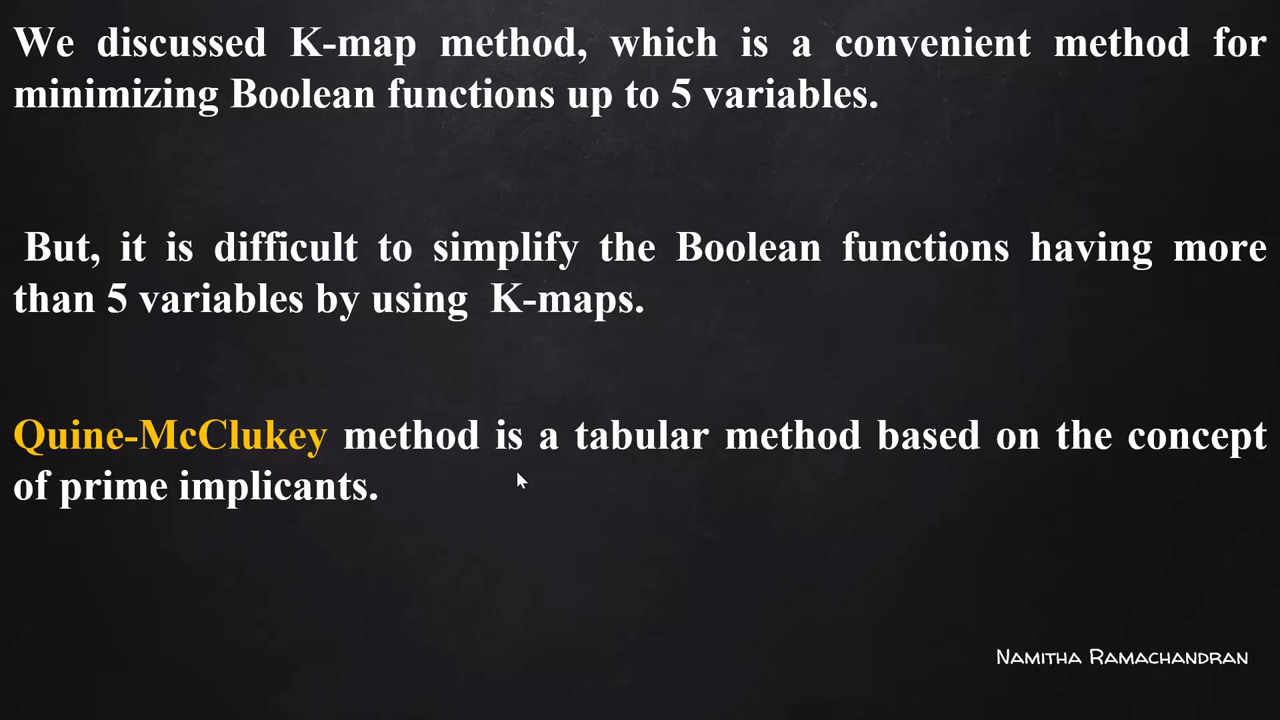 We discussed K-map method, which is a convenient method for
minimizing Boolean functions up to 5 variables.
But, it is difficult to simplify the Boolean functions having more
than 5 variables by using K-maps.
Quine-McClukey method is a tabular method based on the concept
of prime implicants.
Namitha Ramachandran